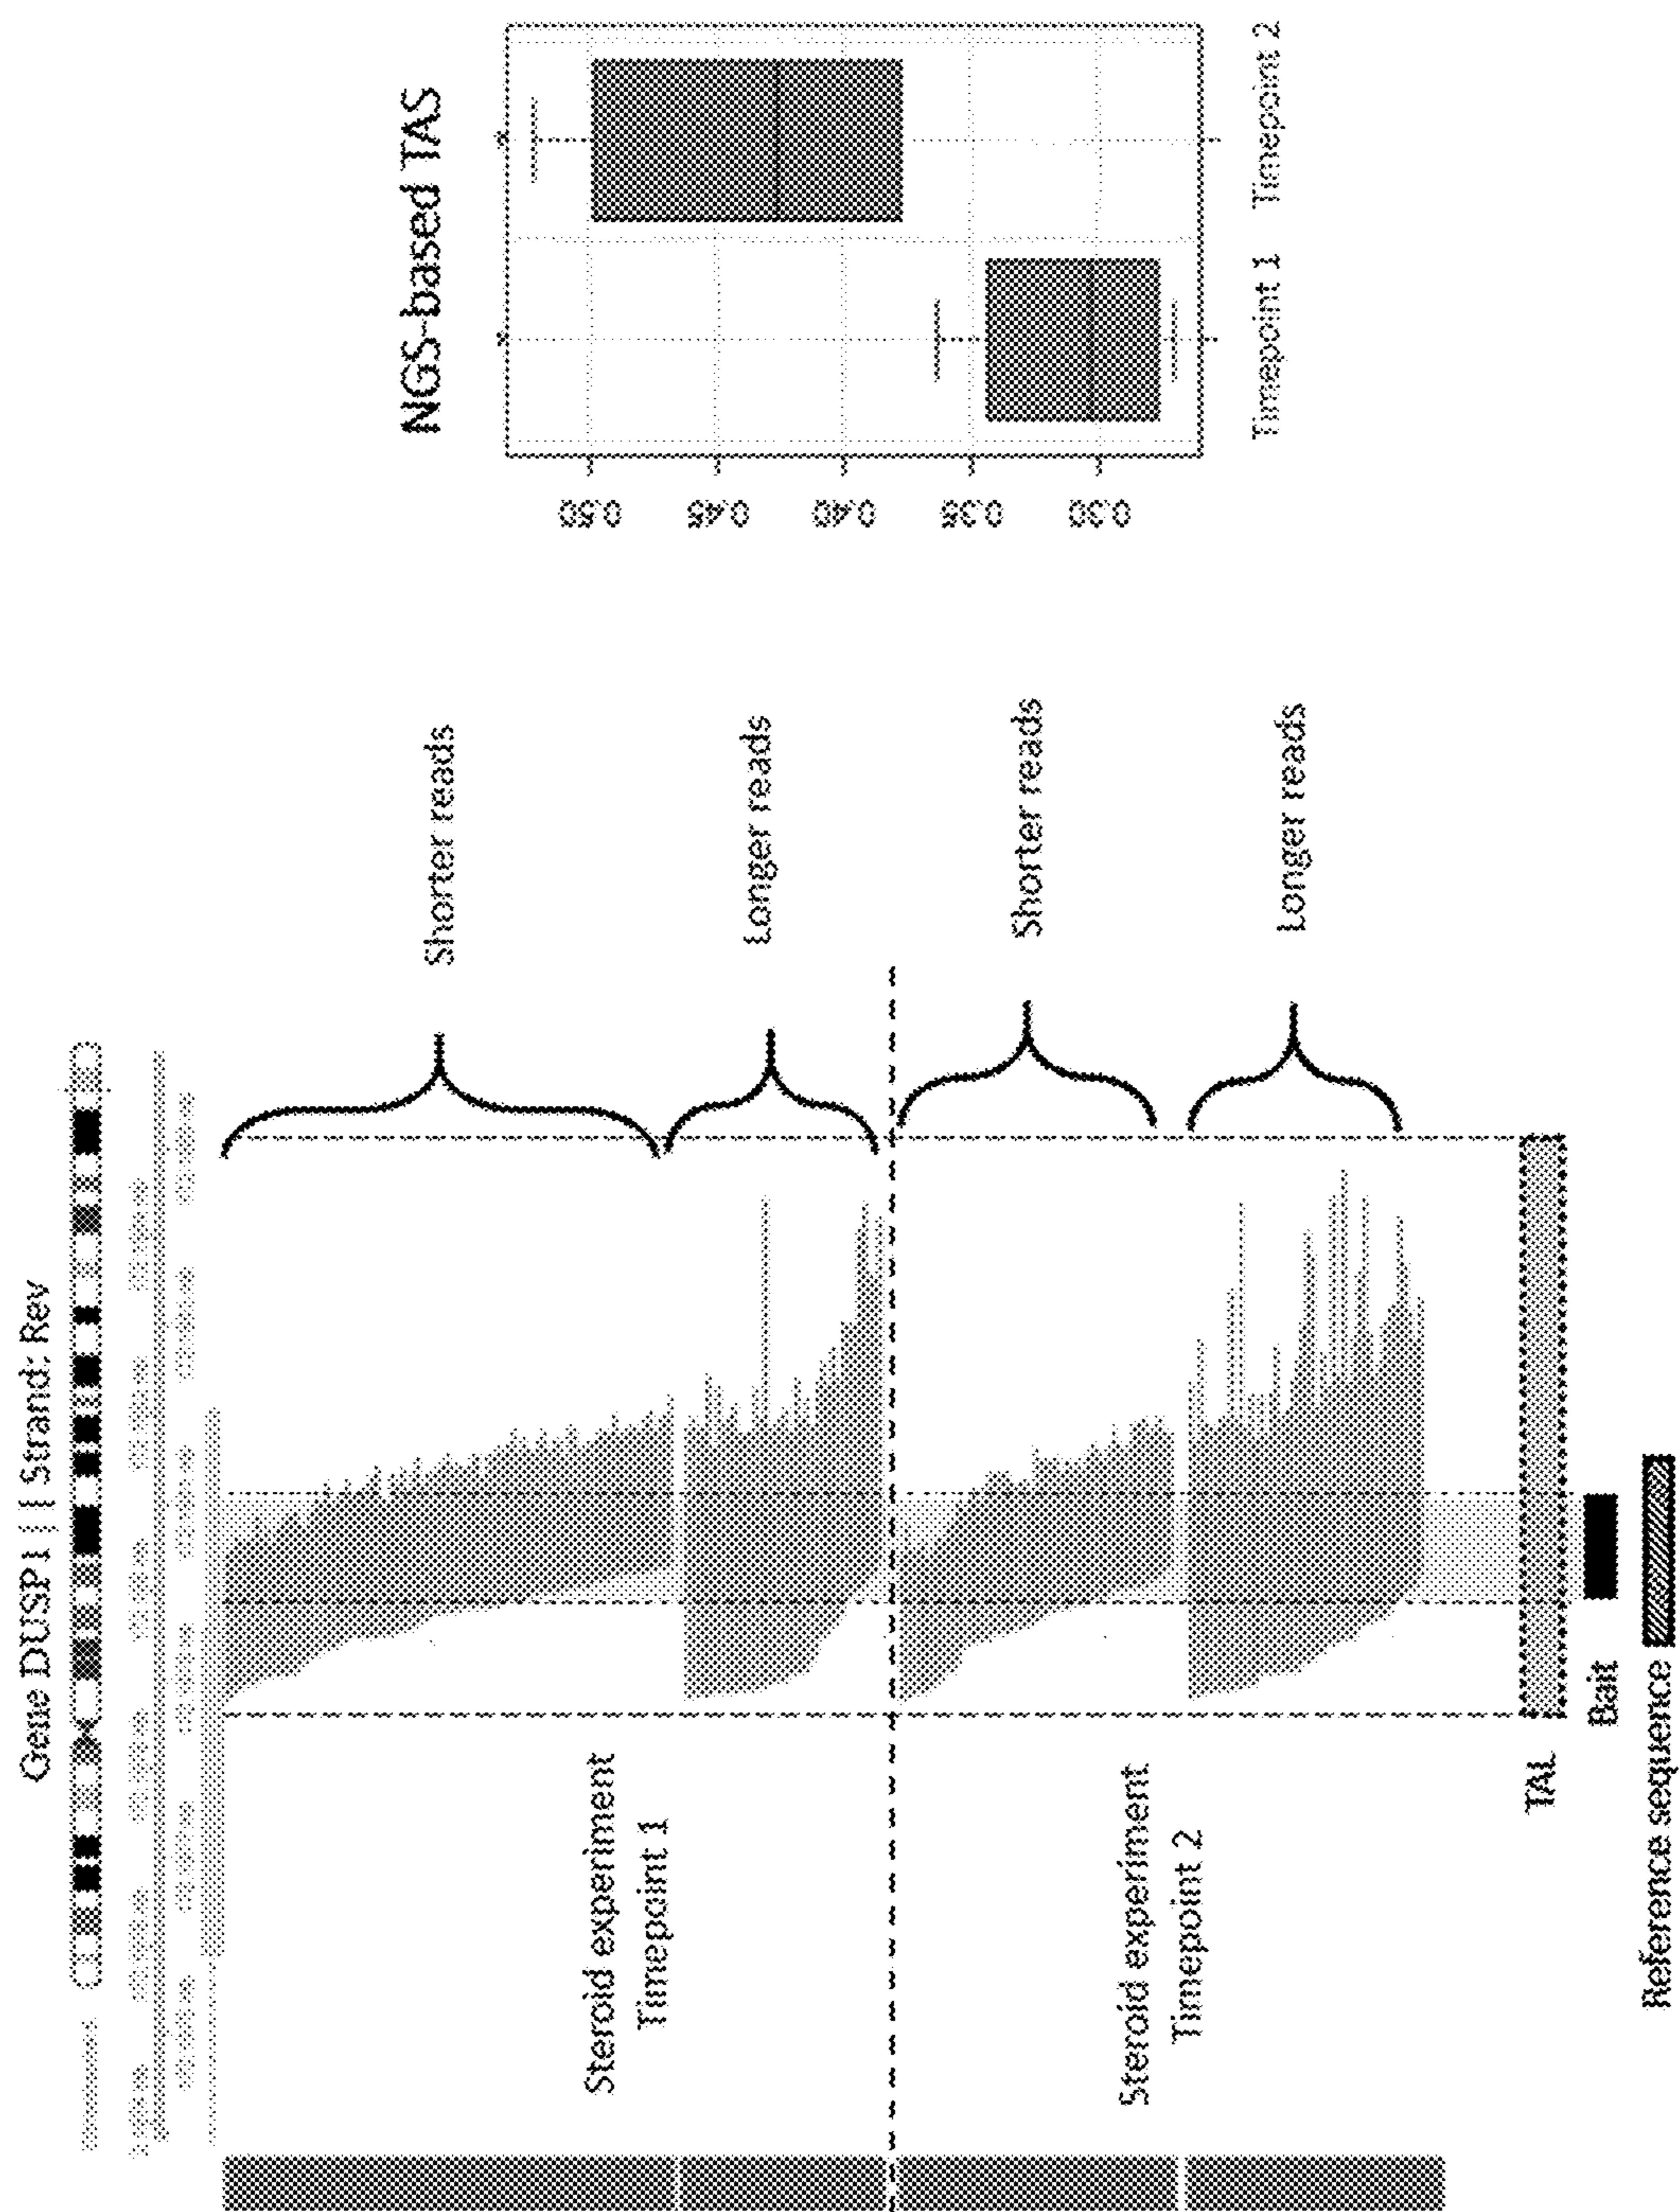 Gene DUSP1 || Strand: Rev
Steroid experiment
Timepoint 1
Shorter reads
Longer reads
Steroid experiment
Timepoint 2
Shorter reads
Longer reads
TAL
Bait
Reference sequence
NGS-based TAS
0.50
0.45
0.40
0.35
0.30
Timepoint 1
Timepoint 2